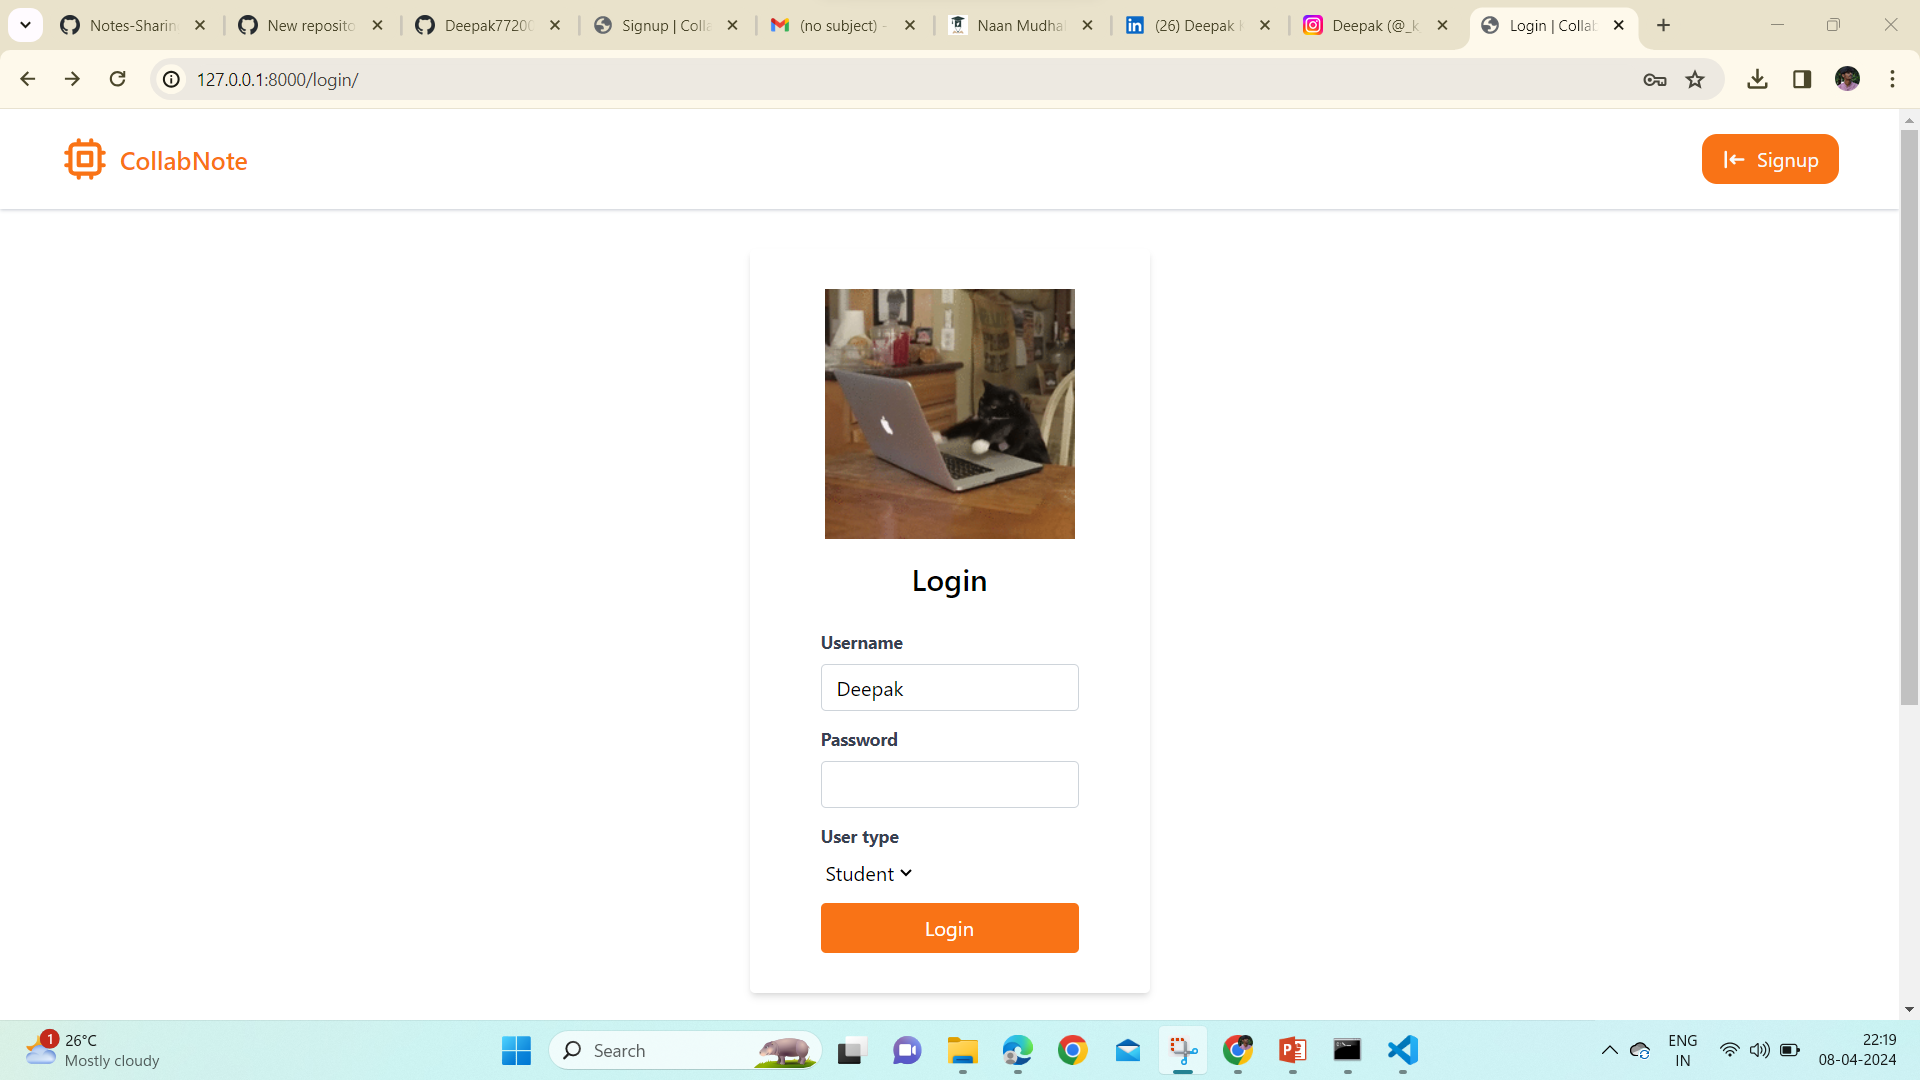 Notes-Sharin
New reposito
Deepak7720
Signup | Colla
(no subject) -
Naan Mudha
(26) Deepak
Deepak (@_k
Login | Collab
127.0.0.1:8000/login/
CollabNote
Signup
Login
Username
Deepak
Password
User type
Student
Login
1
26°C
Mostly cloudy
Search
ENG
IN
22:19
08-04-2024